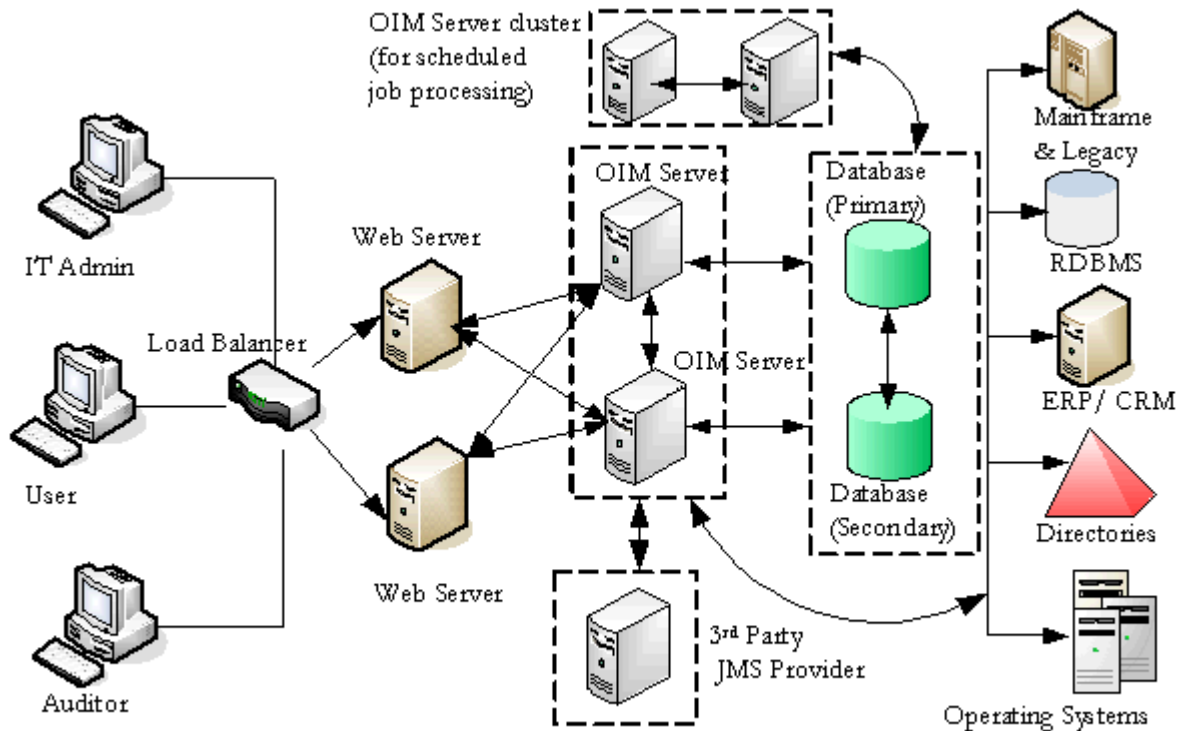 OIM Server cluster
(for scheduled
job processing)
Mainframe
& Legacy
OIM Server
Database
(Primary)
Web Server
RDBMS
IT Admin
Load Balancer
OIM Server
ERP/ CRM
User
Database
(Secondary)
Directories
Web Server
3rd Party
JMS Provider
Auditor
Operating Systems